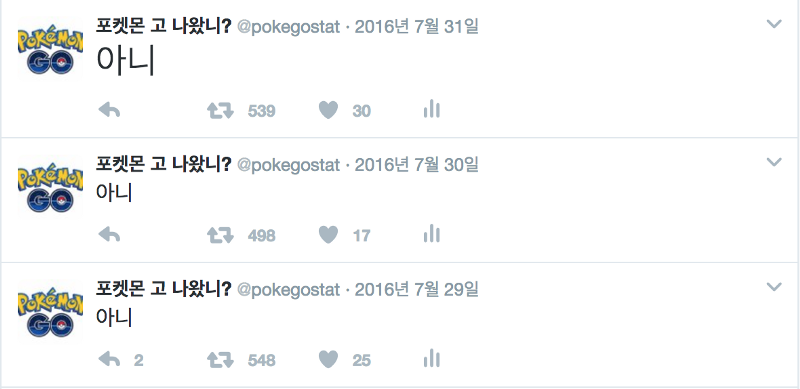 POKÉMON
GO
포켓몬 고 나왔니? @pokegostat · 2016년 7월 31일
아니
539 30
POKÉMON
GO
포켓몬 고 나왔니? @pokegostat · 2016년 7월 30일
아니
498 17
POKÉMON
GO
포켓몬 고 나왔니? @pokegostat · 2016년 7월 29일
아니
2 548 25